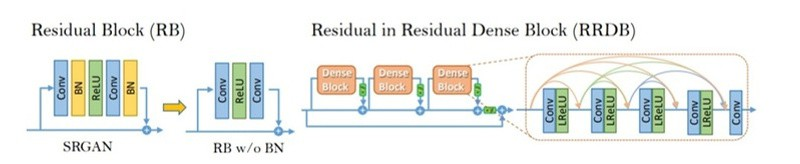 Residual Block (RB)
Residual in Residual Dense Block (RRDB)
Conv
BN
ReLU
Conv
BN
SRGAN
Conv
ReLU
Conv
RB w/o BN
Dense
Block
Dense
Block
Dense
Block
Conv
LReLU
Conv
LReLU
Conv
LReLU
Conv
LReLU
Conv